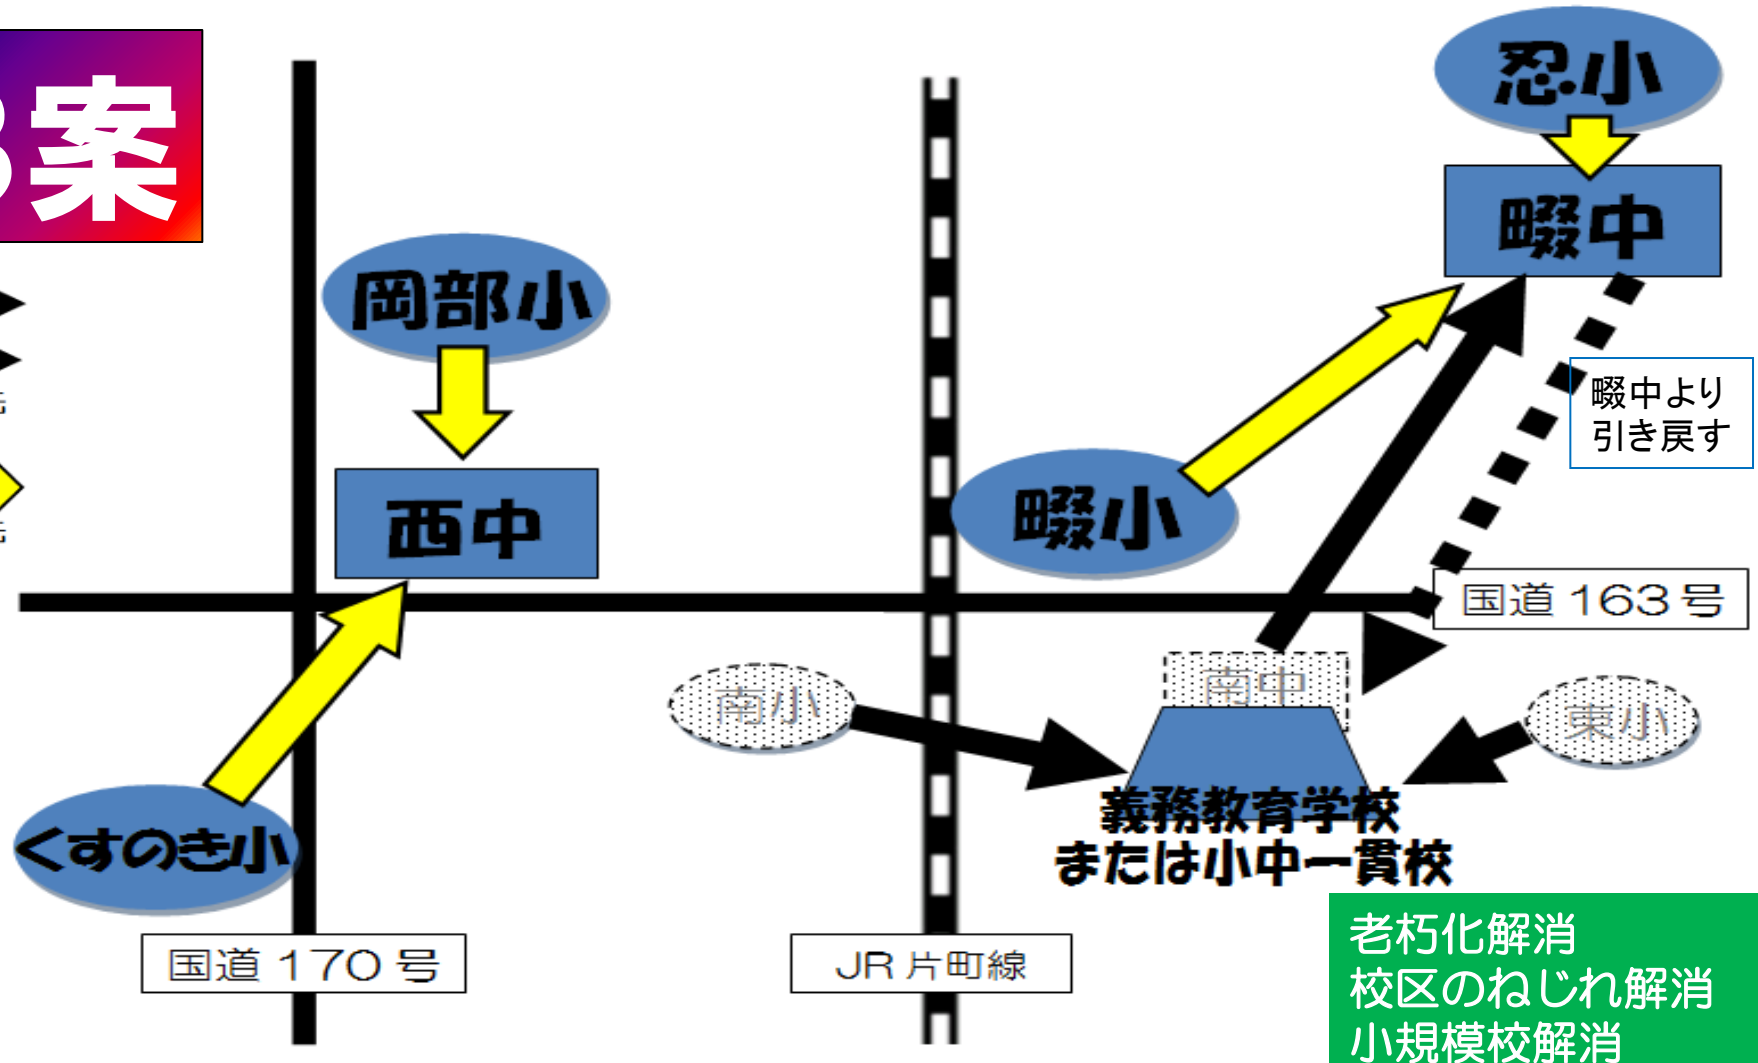 案
忍小
畷中
岡部小
畷中より
引き戻す
畷小
西中
国道163号
南中
南小
東小
くすのき小
義務教育学校
または小中一貫校
国道170号
JR片町線
老朽化解消
校区のねじれ解消
小規模校解消